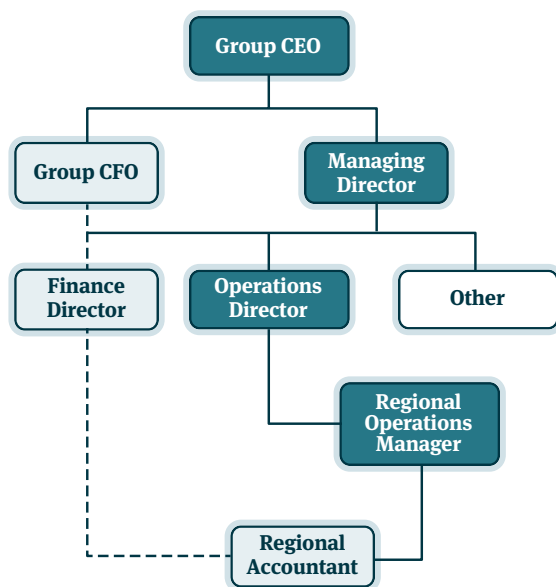 Group CEO
Group CFO
Managing
Director
Finance
Director
Operations
Director
Other
Regional
Operations
Manager
Regional
Accountant